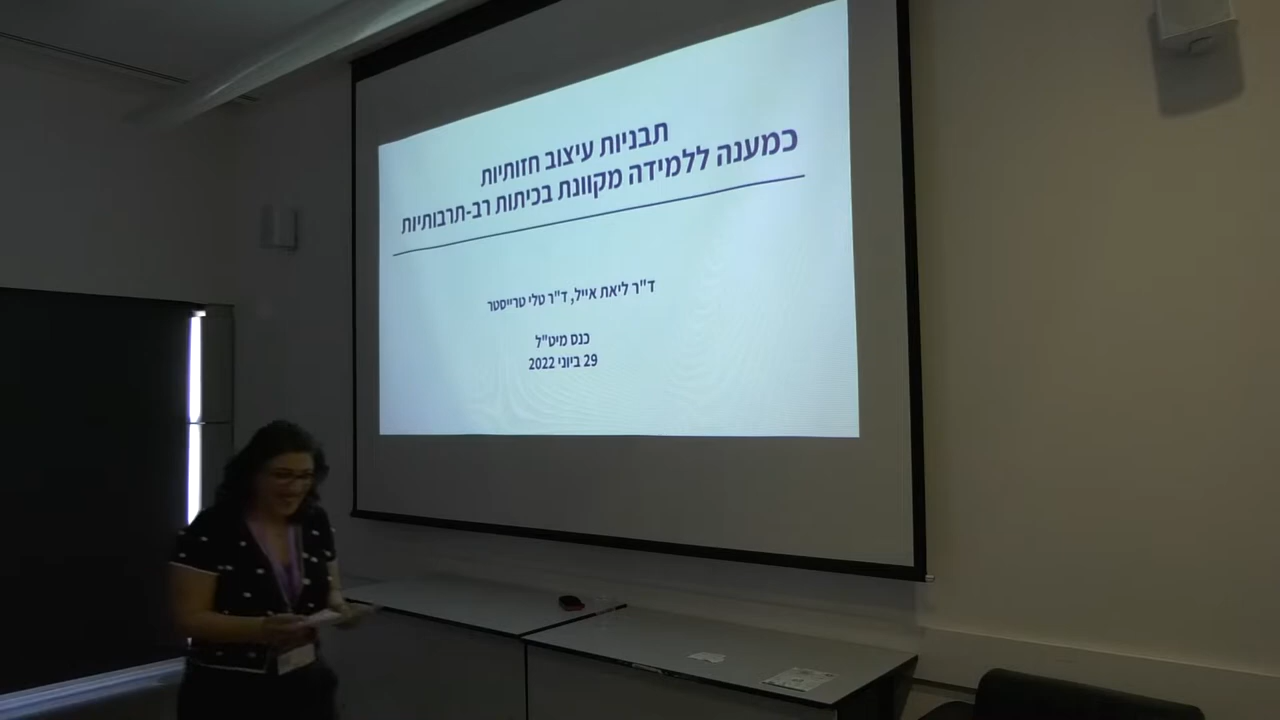 תבניות עיצוב חזותיות
כמענה ללמידה מקוונת בכיתות רב-תרבותיות
ד"ר ליאת אייל, ד"ר טלי טרייסטר
כנס מיט"ל
29 ביוני 2022